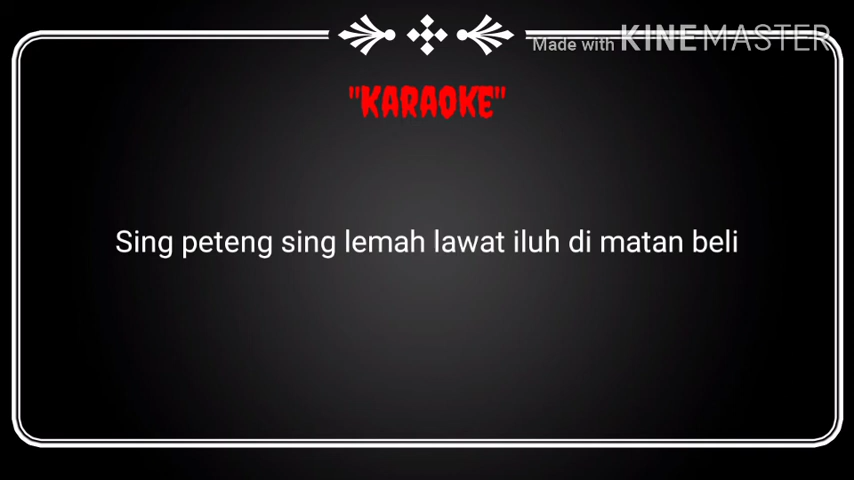 Made with KINEMASTER
"KARAOKE"
Sing peteng sing lemah lawat iluh di matan beli